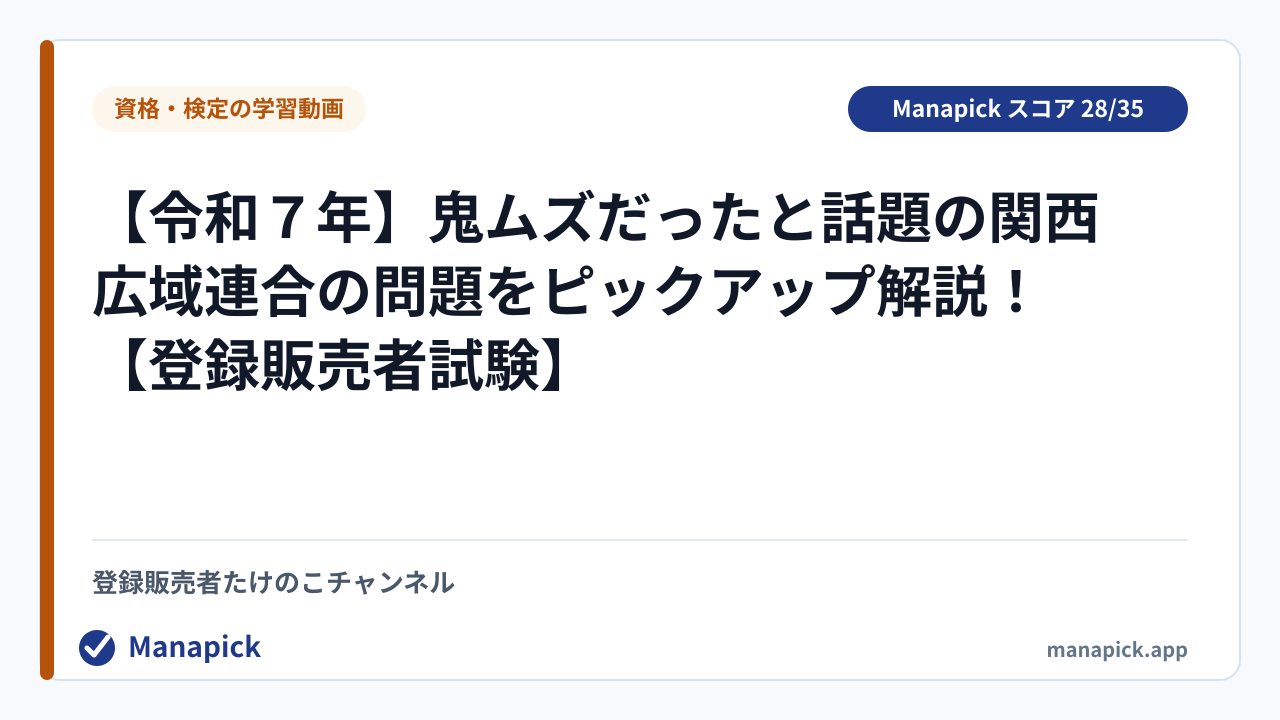 資格・検定の学習動画
Manapick スコア 28/35
【令和７年】鬼ムズだったと話題の関西
広域連合の問題をピックアップ解説！
【登録販売者試験】
登録販売者たけのこチャンネル
Manapick
manapick.app